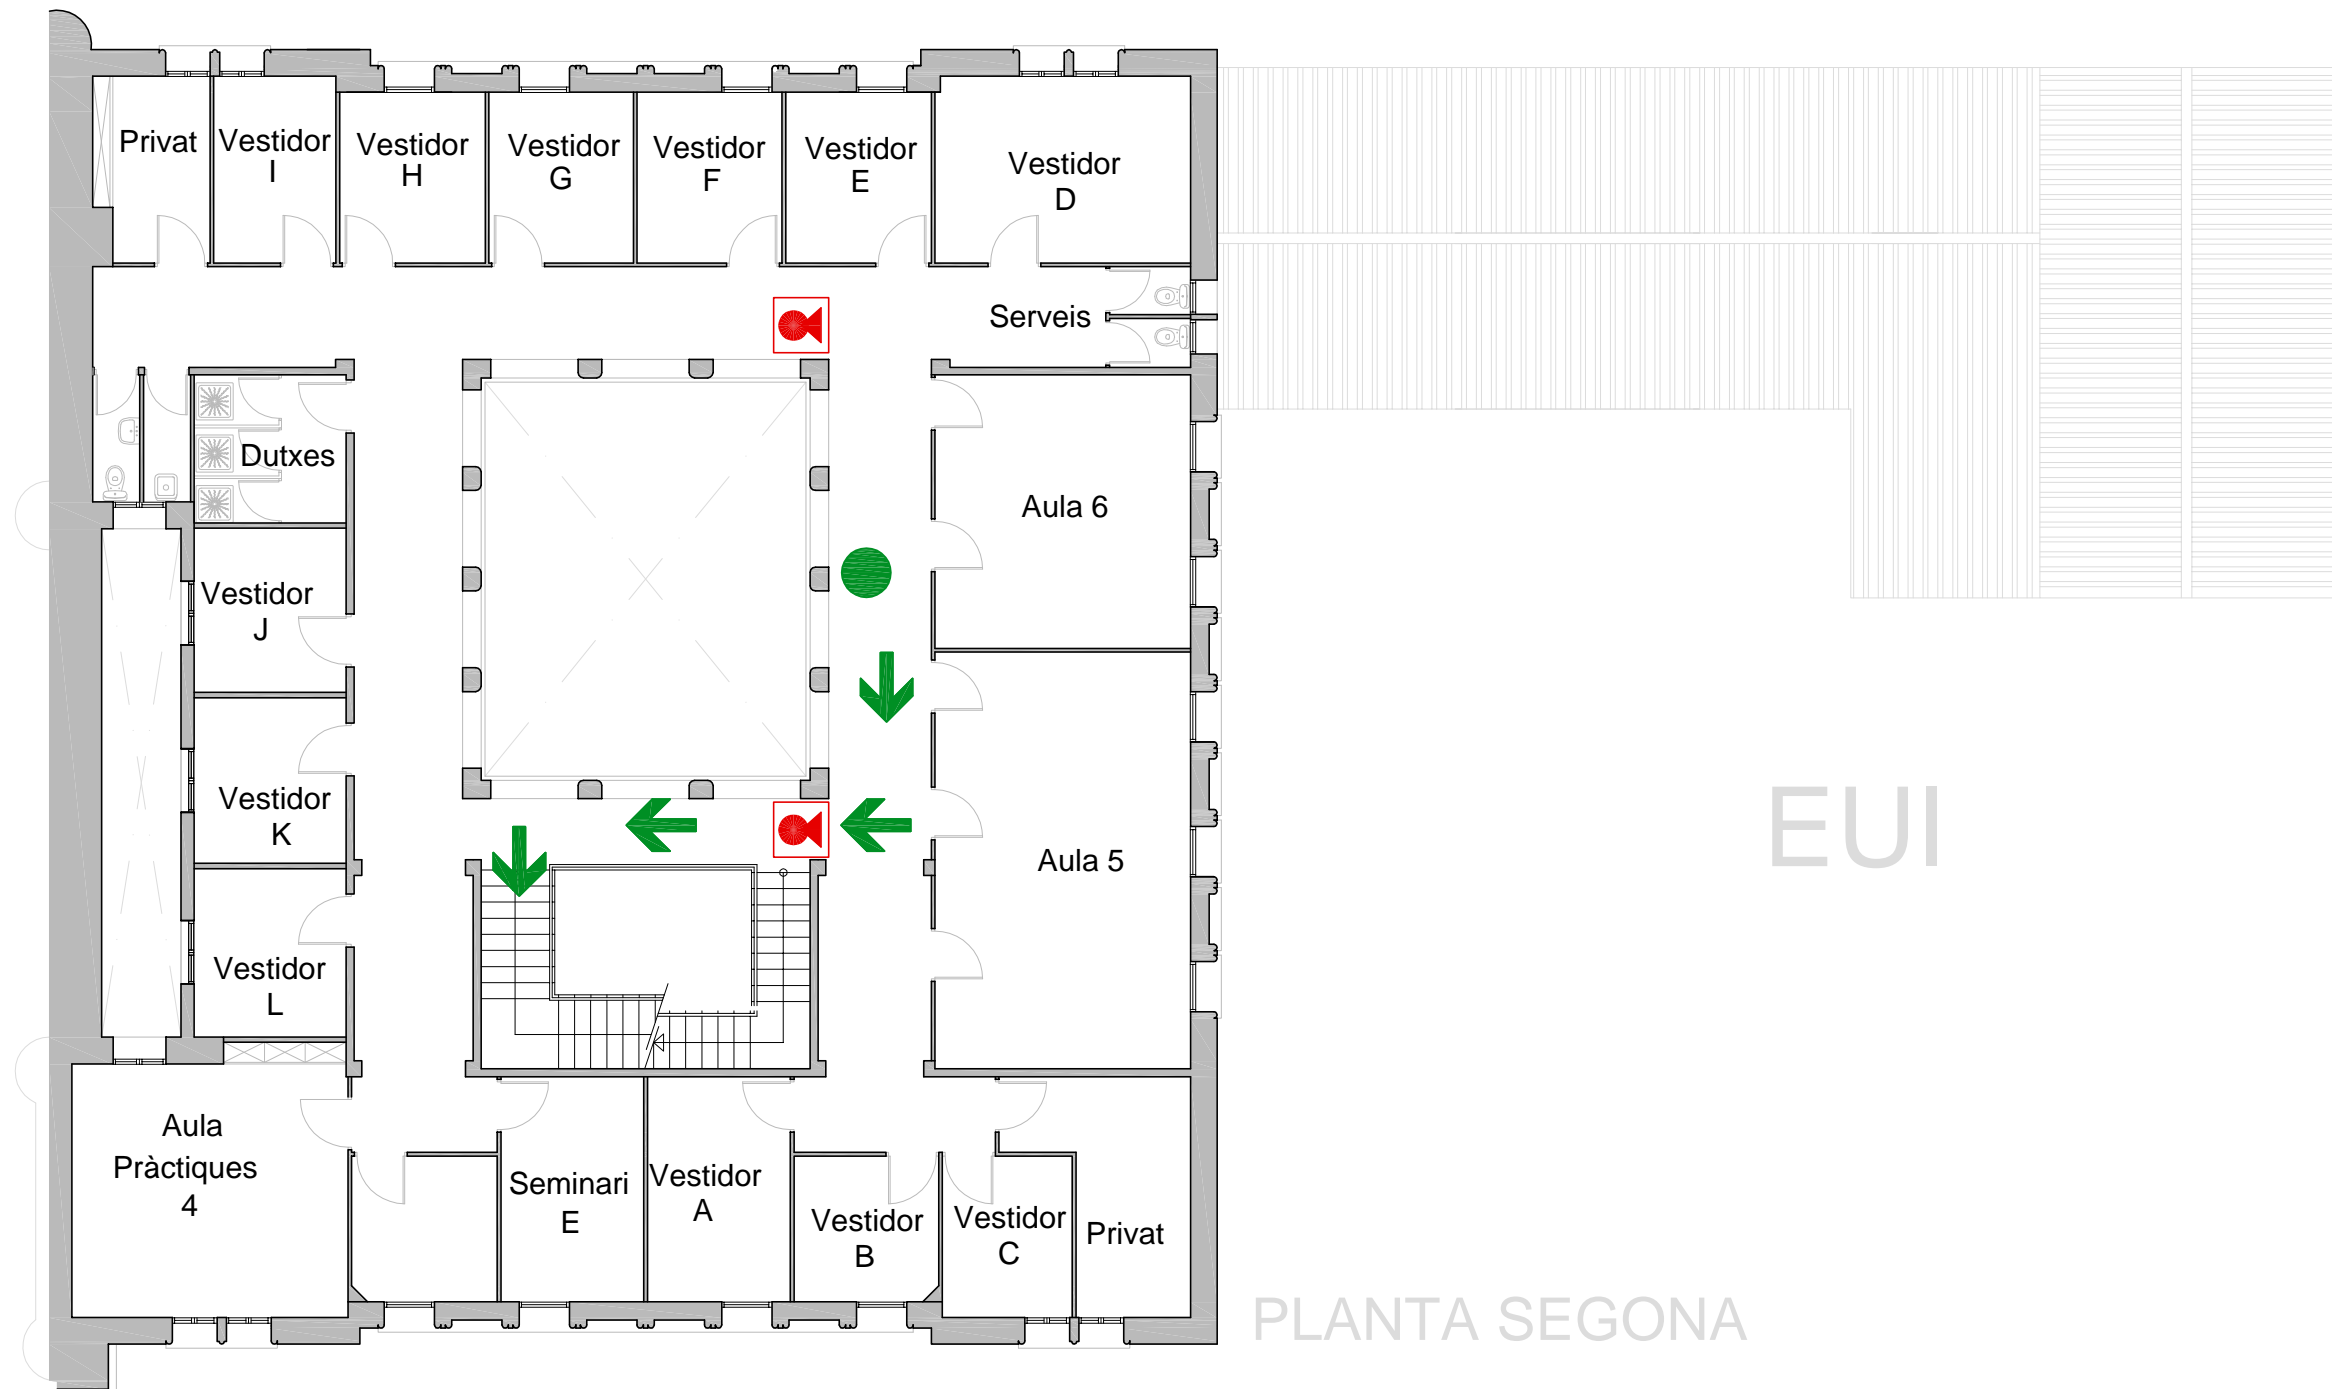 Privat
Vestidor
I
Vestidor
H
Vestidor
G
Vestidor
F
Vestidor
E
Vestidor
D
Serveis
Dutxes
Aula 6
Vestidor
J
Vestidor
K
Aula 5
EUI
Vestidor
L
Aula
Pràctiques
4
Seminari
E
Vestidor
A
Vestidor
B
Vestidor
C
Privat
PLANTA SEGONA